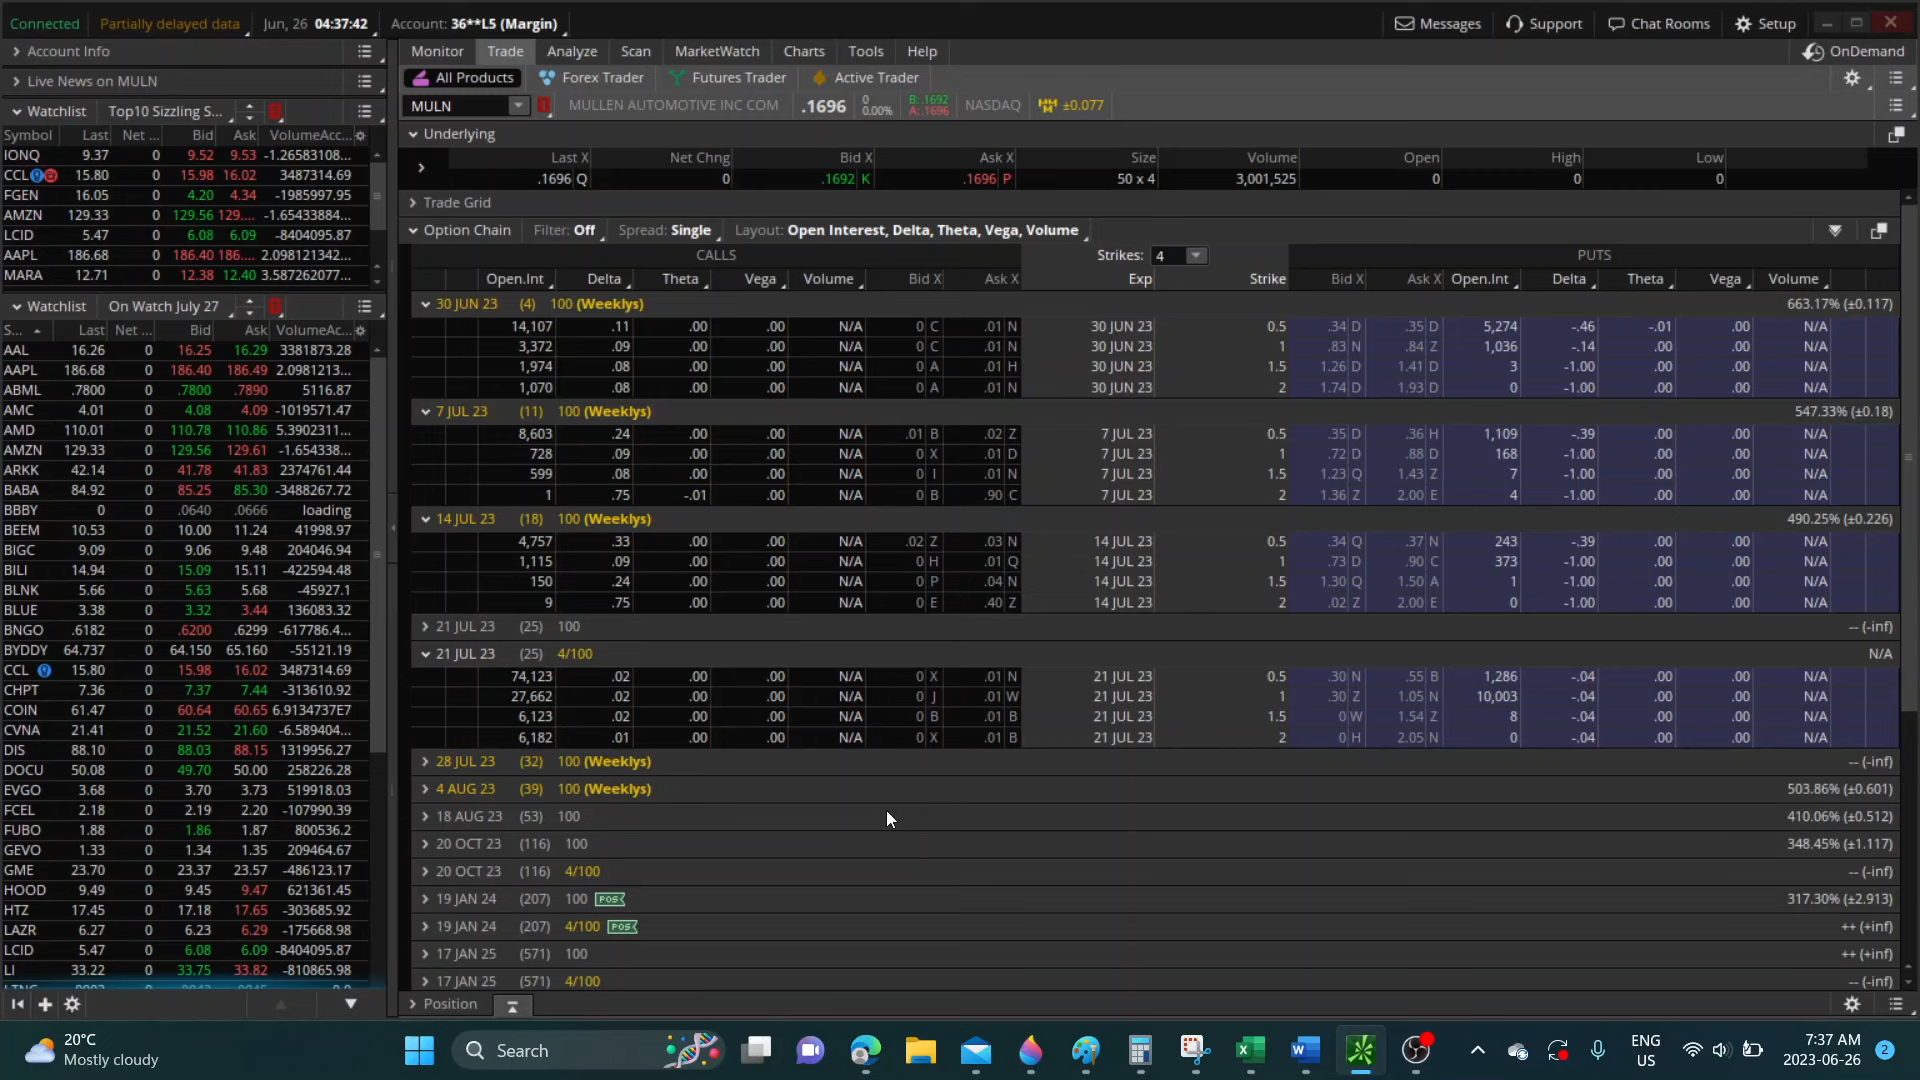 Connected Partially delayed data Jun, 26 04:37:42 Account: 36**L5 (Margin) Messages Support Chat Rooms Setup
Account Info
Live News on MULN
Watchlist Top10 Sizzling S...
Symbol Last Net ... Bid Ask VolumeAcc...
IONQ 9.37 0 9.52 9.53 -1.26583108...
CCL 15.80 0 15.98 16.02 3487314.69
FGEN 16.05 0 4.20 4.34 -1985997.95
AMZN 129.33 0 129.56 129.... -1.65433884...
LCID 5.47 0 6.08 6.09 -8404095.87
AAPL 186.68 0 186.40 186.... 2.098121342...
MARA 12.71 0 12.38 12.40 3.587262077...
Watchlist On Watch July 27
S... Last Net ... Bid Ask VolumeAcc...
AAL 16.26 0 16.25 16.29 3381873.28
AAPL 186.68 0 186.40 186.49 2.0981213...
ABML .7800 0 .7800 .7890 5116.87
AMC 4.01 0 4.08 4.09 -1019571.47
AMD 110.01 0 110.78 110.86 5.3902311...
AMZN 129.33 0 129.56 129.61 -1.654338...
ARKK 42.14 0 41.78 41.83 2374761.44
BABA 84.92 0 85.25 85.30 -3488267.72
BBBY 0 0 .0640 .0666 loading
BEEM 10.53 0 10.00 11.24 41998.97
BIGC 9.09 0 9.06 9.48 204046.94
BILI 14.94 0 15.09 15.11 -422594.48
BLNK 5.66 0 5.63 5.68 -45927.1
BLUE 3.38 0 3.32 3.44 136083.32
BNGO .6182 0 .6200 .6299 -617786.4...
BYDDY 64.737 0 64.150 65.160 -55121.19
CCL 15.80 0 15.98 16.02 3487314.69
CHPT 7.36 0 7.37 7.44 -313610.92
COIN 61.47 0 60.64 60.65 6.9134737E7
CVNA 21.41 0 21.52 21.60 -6.589404...
DIS 88.10 0 88.03 88.15 1319956.27
DOCU 50.08 0 49.70 50.00 258226.28
EVGO 3.68 0 3.70 3.73 519918.03
FCEL 2.18 0 2.19 2.20 -107990.39
FUBO 1.88 0 1.86 1.87 800536.2
GEVO 1.33 0 1.34 1.35 209464.67
GME 23.70 0 23.37 23.57 -486123.17
HOOD 9.49 0 9.45 9.47 621361.45
HTZ 17.45 0 17.18 17.65 -303685.92
LAZR 6.27 0 6.23 6.29 -175668.98
LCID 5.47 0 6.08 6.09 -8404095.87
LI 33.22 0 33.75 33.82 -810865.98
Monitor Trade Analyze Scan MarketWatch Charts Tools Help OnDemand
All Products Forex Trader Futures Trader Active Trader
MULN MULLEN AUTOMOTIVE INC COM .1696 0 0.00% B: .1692 A: .1696 NASDAQ ±0.077
Underlying
Last X Net Chng Bid X Ask X Size Volume Open High Low
.1696 Q 0 .1692 K .1696 P 50 x 4 3,001,525 0 0 0
Trade Grid
Option Chain Filter: Off Spread: Single Layout: Open Interest, Delta, Theta, Vega, Volume
CALLS Strikes: 4 PUTS
Open.Int Delta Theta Vega Volume Bid X Ask X Exp Strike Bid X Ask X Open.Int Delta Theta Vega Volume
30 JUN 23 (4) 100 (Weeklys) 663.17% (±0.117)
14,107 .11 .00 .00 N/A 0 C .01 N 30 JUN 23 0.5 .34 D .35 D 5,274 -.46 -.01 .00 N/A
3,372 .09 .00 .00 N/A 0 C .01 N 30 JUN 23 1 .83 N .84 Z 1,036 -.14 .00 .00 N/A
1,974 .08 .00 .00 N/A 0 A .01 H 30 JUN 23 1.5 1.26 D 1.41 D 3 -1.00 .00 .00 N/A
1,070 .08 .00 .00 N/A 0 A .01 N 30 JUN 23 2 1.74 D 1.93 D 0 -1.00 .00 .00 N/A
7 JUL 23 (11) 100 (Weeklys) 547.33% (±0.18)
8,603 .24 .00 .00 N/A .01 B .02 Z 7 JUL 23 0.5 .35 D .36 H 1,109 -.39 .00 .00 N/A
728 .09 .00 .00 N/A 0 X .01 D 7 JUL 23 1 .72 D .88 D 168 -1.00 .00 .00 N/A
599 .08 .00 .00 N/A 0 I .01 N 7 JUL 23 1.5 1.23 Q 1.43 Z 7 -1.00 .00 .00 N/A
1 .75 -.01 .00 N/A 0 B .90 C 7 JUL 23 2 1.36 Z 2.00 E 4 -1.00 .00 .00 N/A
14 JUL 23 (18) 100 (Weeklys) 490.25% (±0.226)
4,757 .33 .00 .00 N/A .02 Z .03 N 14 JUL 23 0.5 .34 Q .37 N 243 -.39 .00 .00 N/A
1,115 .09 .00 .00 N/A 0 H .01 Q 14 JUL 23 1 .73 D .90 C 373 -1.00 .00 .00 N/A
150 .24 .00 .00 N/A 0 P .04 N 14 JUL 23 1.5 1.30 Q 1.50 A 1 -1.00 .00 .00 N/A
9 .75 .00 .00 N/A 0 E .40 Z 14 JUL 23 2 .02 Z 2.00 E 0 -1.00 .00 .00 N/A
21 JUL 23 (25) 100 -- (-inf)
21 JUL 23 (25) 4/100 N/A
74,123 .02 .00 .00 N/A 0 X .01 N 21 JUL 23 0.5 .30 N .55 B 1,286 -.04 .00 .00 N/A
27,662 .02 .00 .00 N/A 0 J .01 W 21 JUL 23 1 .30 Z 1.05 N 10,003 -.04 .00 .00 N/A
6,123 .02 .00 .00 N/A 0 B .01 B 21 JUL 23 1.5 0 W 1.54 Z 8 -.04 .00 .00 N/A
6,182 .01 .00 .00 N/A 0 X .01 B 21 JUL 23 2 0 H 2.05 N 0 -.04 .00 .00 N/A
28 JUL 23 (32) 100 (Weeklys) -- (-inf)
4 AUG 23 (39) 100 (Weeklys) 503.86% (±0.601)
18 AUG 23 (53) 100 410.06% (±0.512)
20 OCT 23 (116) 100 348.45% (±1.117)
20 OCT 23 (116) 4/100 -- (-inf)
19 JAN 24 (207) 100 POS 317.30% (±2.913)
19 JAN 24 (207) 4/100 POS ++ (+inf)
17 JAN 25 (571) 100 ++ (+inf)
17 JAN 25 (571) 4/100 -- (-inf)
Position
20°C
Mostly cloudy
Search
ENG
US
7:37 AM
2023-06-26
2